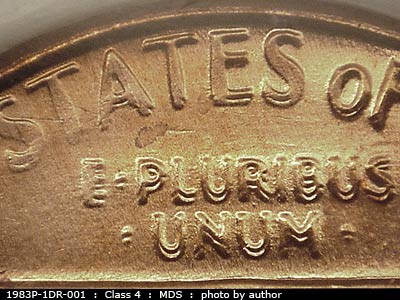 STATES OF
E·PLURIBUS
·UNUM·
1983P-1DR-001 : Class 4 : MDS : photo by author